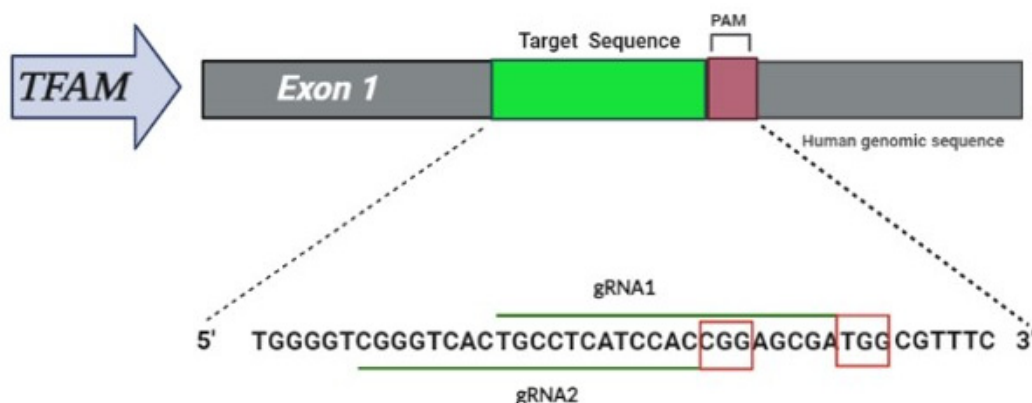 PAM
Target Sequence
TFAM
Exon 1
Human genomic sequence
gRNA1
5' TGGGGTCGGGTCACTGCCTCATCCACCGGAGCGATGGCGTTTC 3'
gRNA2